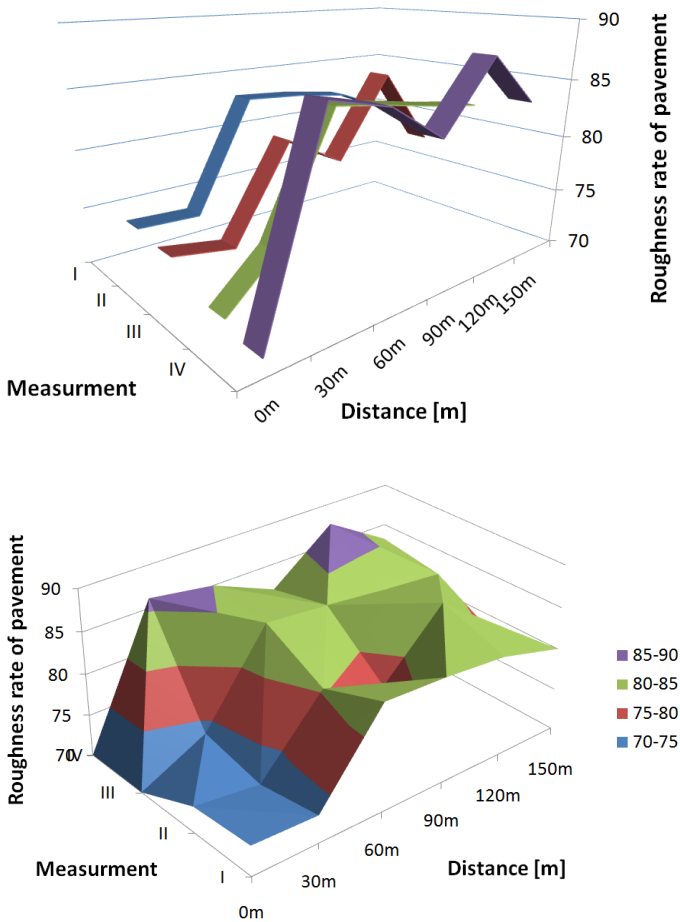 90
85
80
75
70
Roughness rate of pavement
I
II
III
IV
Measurment
0m
30m
60m
90m
120m
150m
Distance [m]
Roughness rate of pavement
90
85
80
75
70
IV
III
II
I
Measurment
0m
30m
60m
90m
120m
150m
Distance [m]
85-90
80-85
75-80
70-75